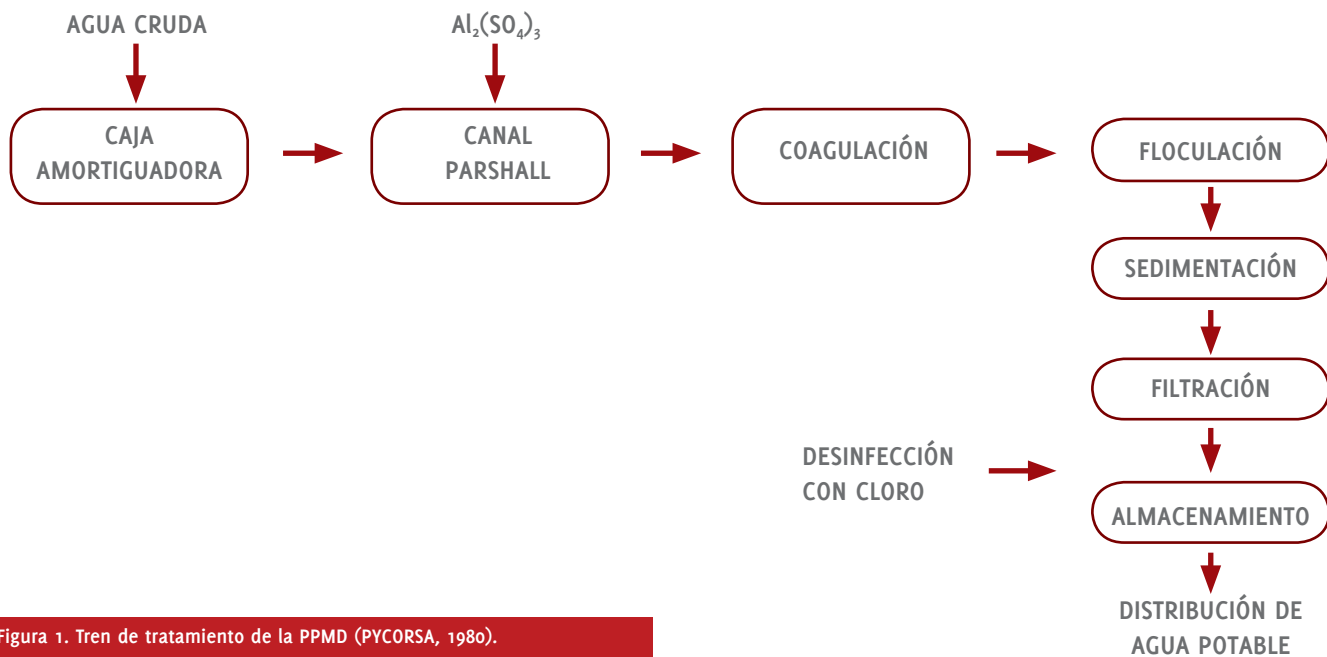 AGUA CRUDA
Al₂(SO₄)₃
CAJA
AMORTIGUADORA
CANAL
PARSHALL
COAGULACIÓN
FLOCULACIÓN
SEDIMENTACIÓN
FILTRACIÓN
DESINFECCIÓN
CON CLORO
ALMACENAMIENTO
DISTRIBUCIÓN DE
AGUA POTABLE
Figura 1. Tren de tratamiento de la PPMD (PYCORSA, 1980).